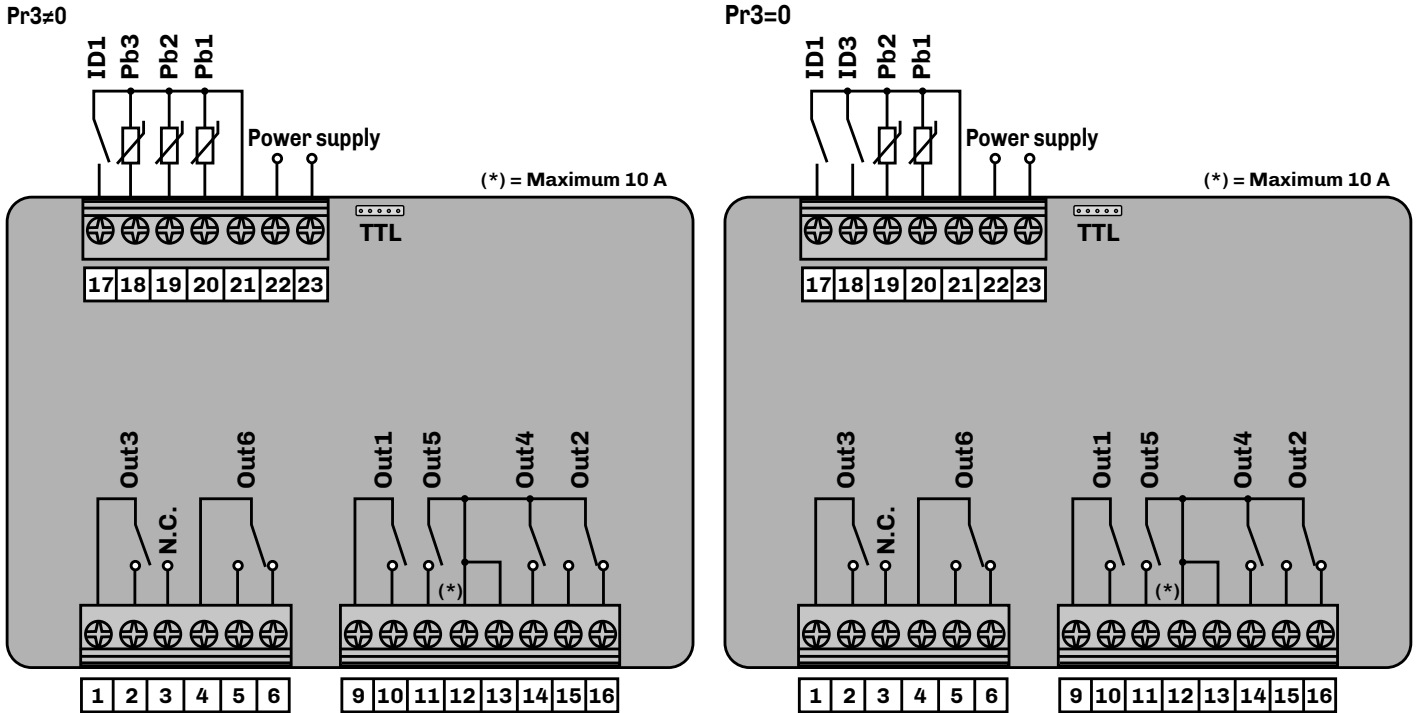 Pr3≠0
ID1
Pb3
Pb2
Pb1
Power supply
(*) = Maximum 10 A
TTL
17 18 19 20 21 22 23
Out3
N.C.
Out6
Out1
Out5
Out4
Out2
(*)
1 2 3 4 5 6
9 10 11 12 13 14 15 16
Pr3=0
ID1
ID3
Pb2
Pb1
Power supply
(*) = Maximum 10 A
TTL
17 18 19 20 21 22 23
Out3
N.C.
Out6
Out1
Out5
Out4
Out2
(*)
1 2 3 4 5 6
9 10 11 12 13 14 15 16